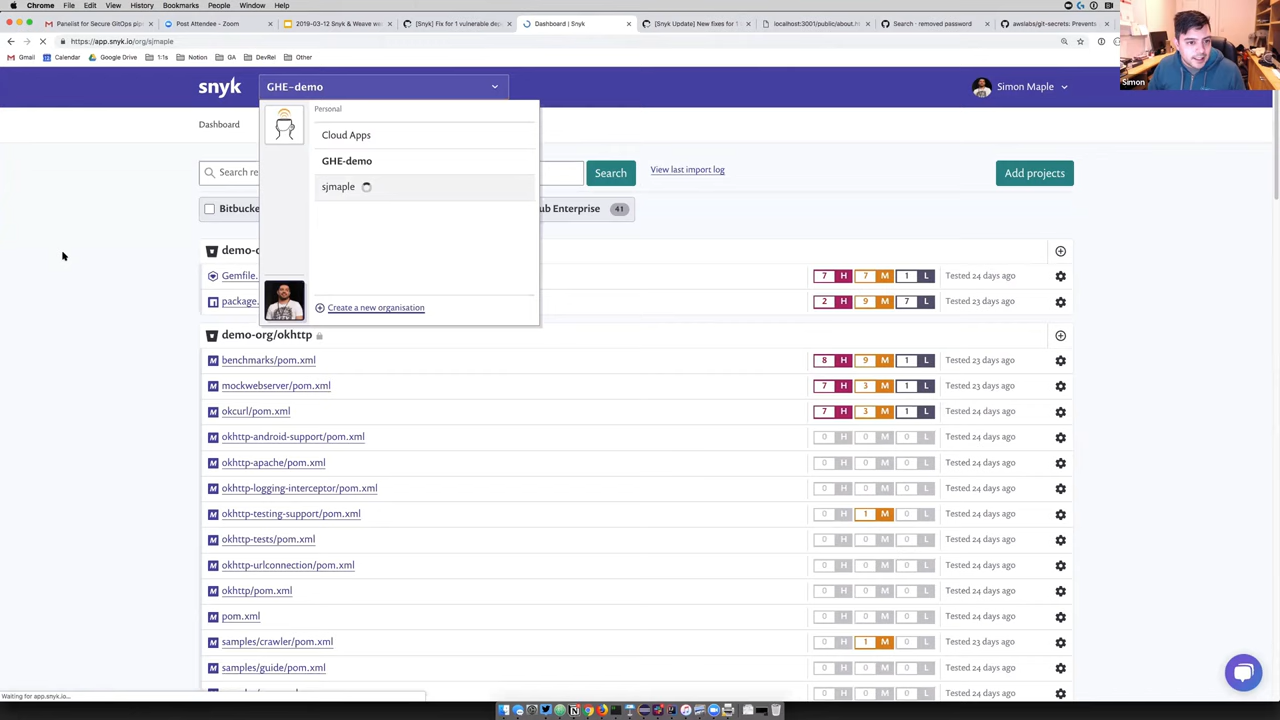 Chrome File Edit View History Bookmarks People Window Help
Panelist for Secure GitOps pip
Post Attendee - Zoom
2019-03-12 Snyk & Weave w
[Snyk] Fix for 1 vulnerable dep
Dashboard | Snyk
[Snyk Update] New fixes for 1
localhost:3001/public/about.h
Search · removed password
awslabs/git-secrets: Prevents
https://app.snyk.io/org/sjmaple
Gmail Calendar Google Drive 1:1s Notion GA DevRel Other
Simon
snyk
GHE-demo
Simon Maple
Personal
Dashboard
Cloud Apps
GHE-demo
Search re
Search
View last import log
Add projects
sjmaple
Bitbucke
ub Enterprise 41
demo-o
Gemfile. 7 H 7 M 1 L Tested 24 days ago
package. 2 H 9 M 7 L Tested 24 days ago
Create a new organisation
demo-org/okhttp
benchmarks/pom.xml 8 H 9 M 1 L Tested 23 days ago
mockwebserver/pom.xml 7 H 3 M 1 L Tested 23 days ago
okcurl/pom.xml 7 H 3 M 1 L Tested 24 days ago
okhttp-android-support/pom.xml 0 H 0 M 0 L Tested 24 days ago
okhttp-apache/pom.xml 0 H 0 M 0 L Tested 24 days ago
okhttp-logging-interceptor/pom.xml 0 H 0 M 0 L Tested 24 days ago
okhttp-testing-support/pom.xml 0 H 1 M 0 L Tested 24 days ago
okhttp-tests/pom.xml 0 H 0 M 0 L Tested 24 days ago
okhttp-urlconnection/pom.xml 0 H 0 M 0 L Tested 24 days ago
okhttp/pom.xml 0 H 0 M 0 L Tested 24 days ago
pom.xml 0 H 0 M 0 L Tested 24 days ago
samples/crawler/pom.xml 0 H 1 M 0 L Tested 23 days ago
samples/guide/pom.xml 0 H 0 M 0 L Tested 24 days ago
Waiting for app.snyk.io...